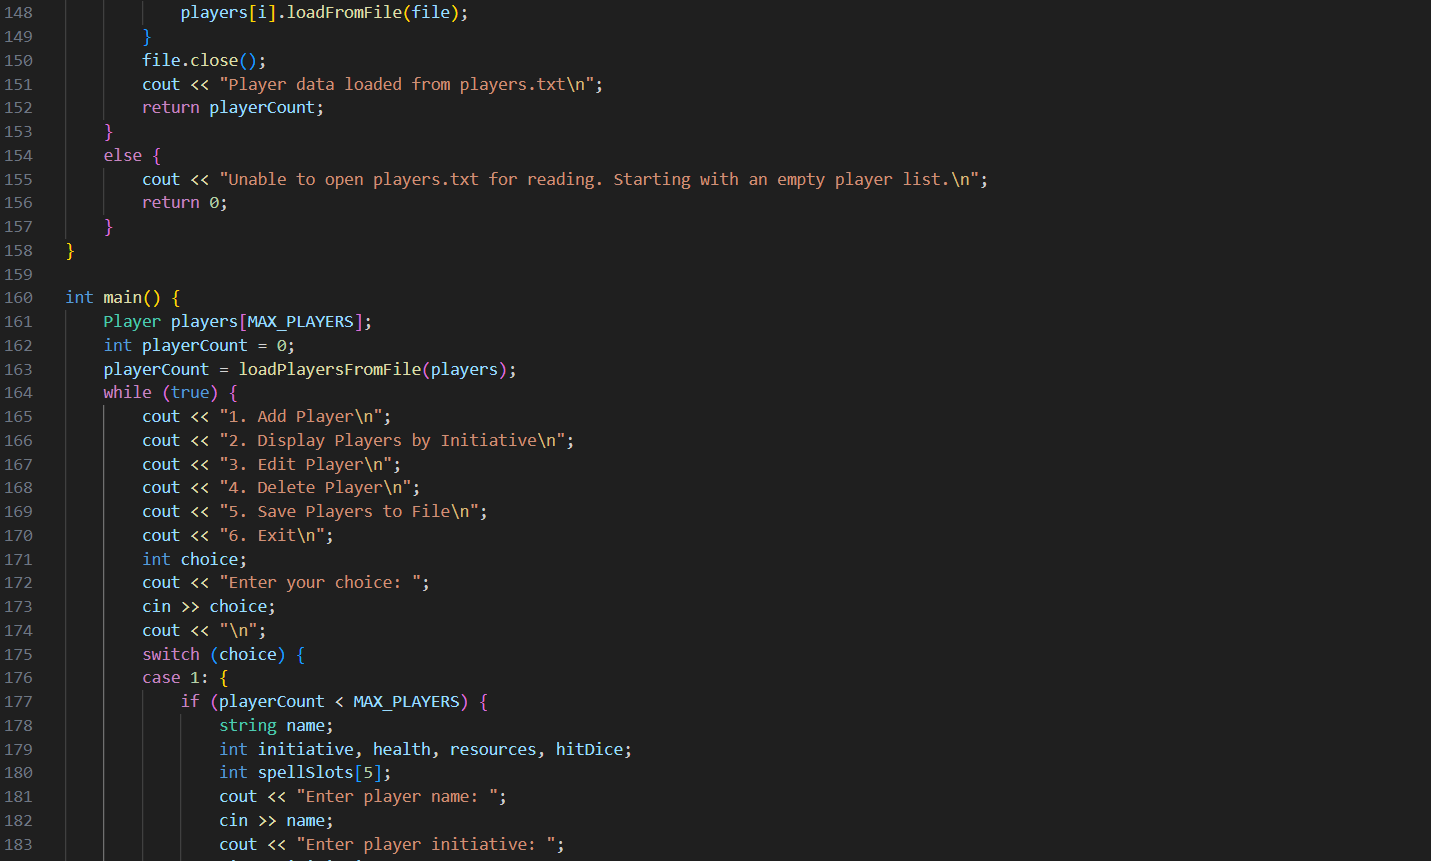 148 players[i].loadFromFile(file);
149 }
150 file.close();
151 cout << "Player data loaded from players.txt\n";
152 return playerCount;
153 }
154 else {
155 cout << "Unable to open players.txt for reading. Starting with an empty player list.\n";
156 return 0;
157 }
158 }
159
160 int main() {
161 Player players[MAX_PLAYERS];
162 int playerCount = 0;
163 playerCount = loadPlayersFromFile(players);
164 while (true) {
165 cout << "1. Add Player\n";
166 cout << "2. Display Players by Initiative\n";
167 cout << "3. Edit Player\n";
168 cout << "4. Delete Player\n";
169 cout << "5. Save Players to File\n";
170 cout << "6. Exit\n";
171 int choice;
172 cout << "Enter your choice: ";
173 cin >> choice;
174 cout << "\n";
175 switch (choice) {
176 case 1: {
177 if (playerCount < MAX_PLAYERS) {
178 string name;
179 int initiative, health, resources, hitDice;
180 int spellSlots[5];
181 cout << "Enter player name: ";
182 cin >> name;
183 cout << "Enter player initiative: ";